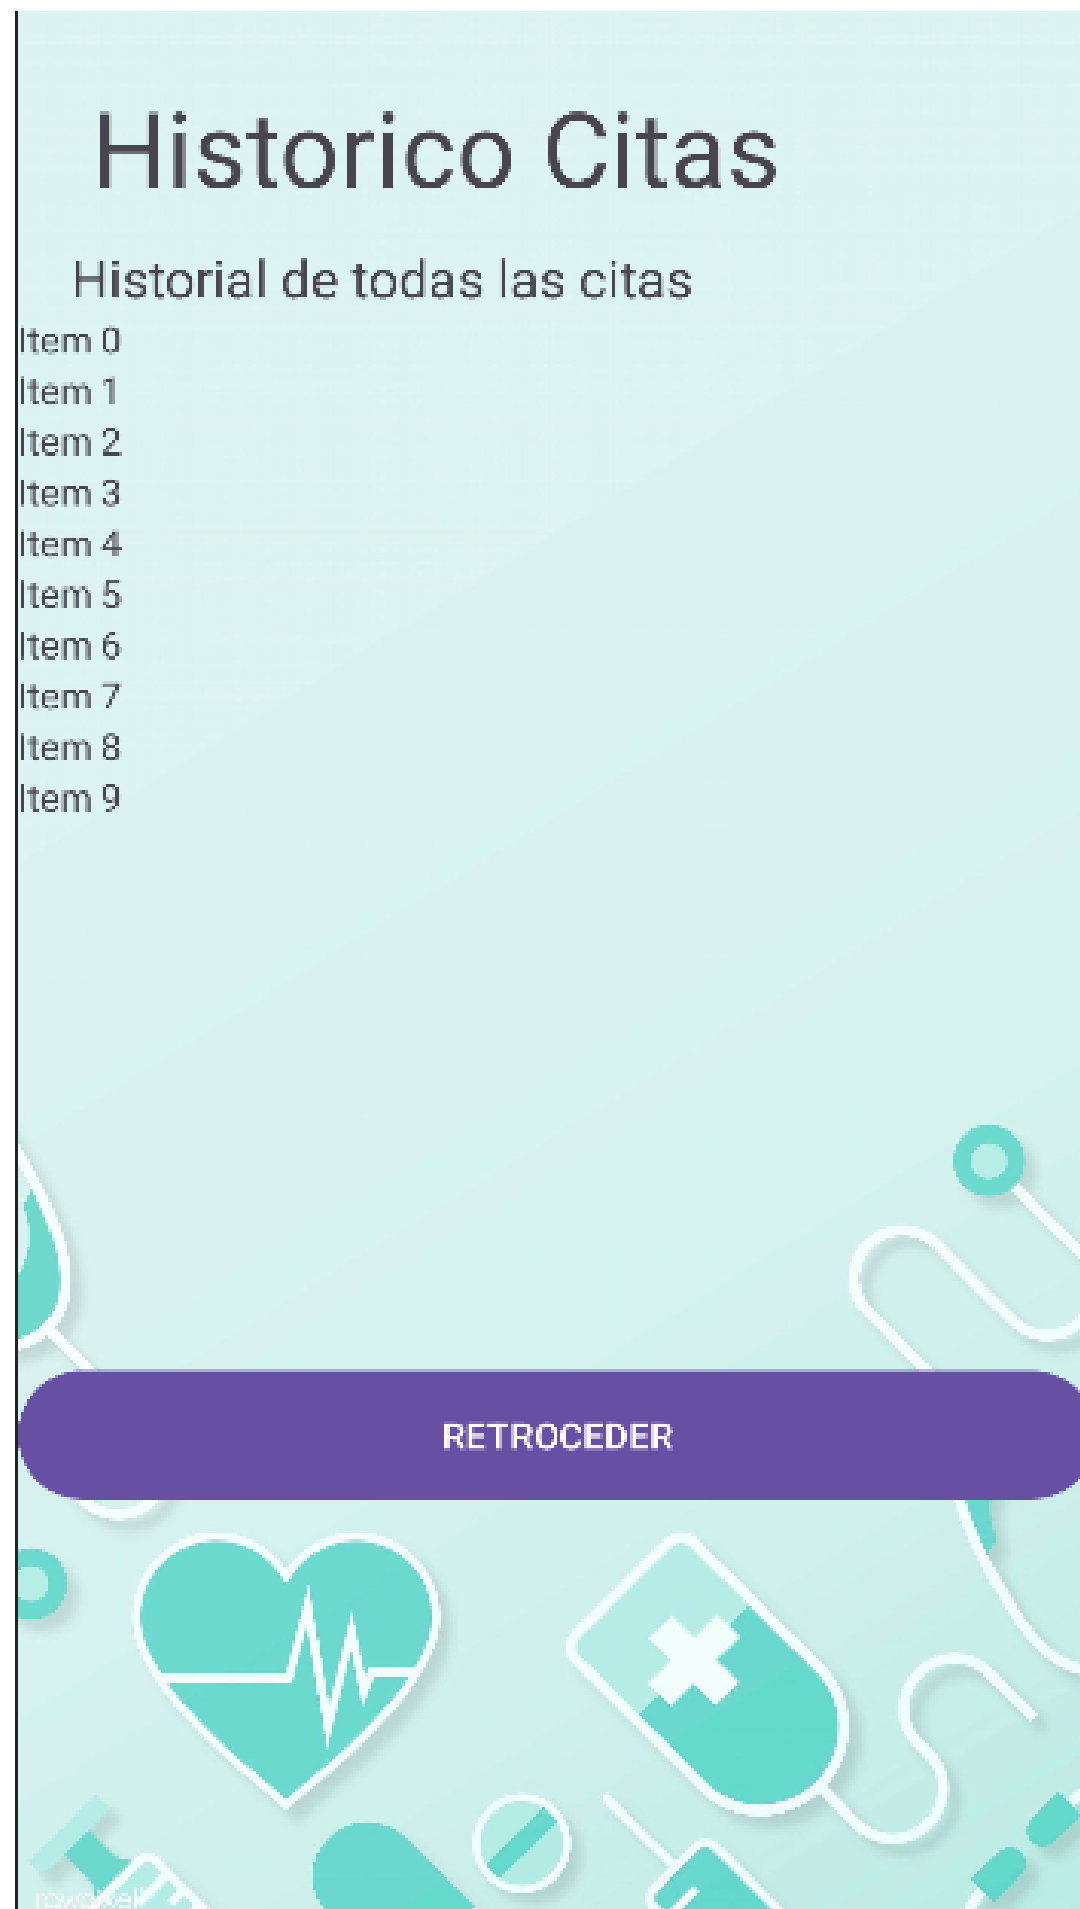 Historico Citas
Historial de todas las citas
Item 0
Item 1
Item 2
Item 3
Item 4
Item 5
Item 6
Item 7
Item 8
Item 9
RETROCEDER
rawpixel